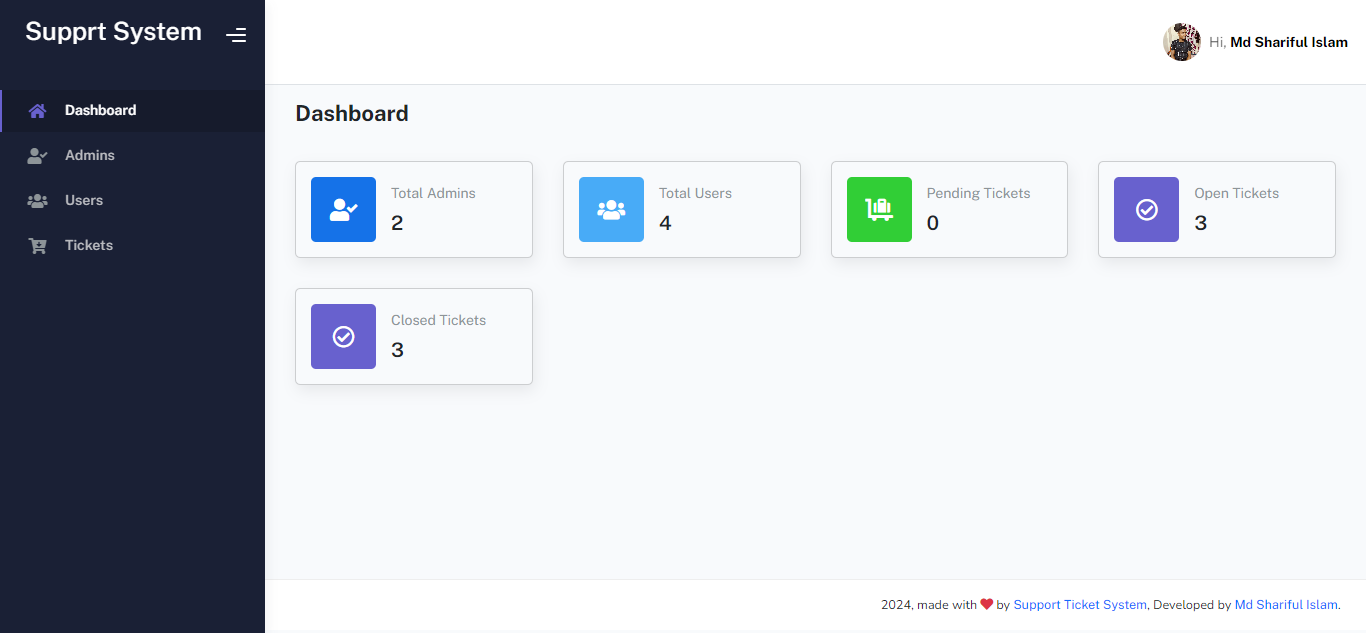 Supprt System
Hi, Md Shariful Islam
Dashboard
Admins
Users
Tickets
Dashboard
Total Admins
2
Total Users
4
Pending Tickets
0
Open Tickets
3
Closed Tickets
3
2024, made with by Support Ticket System, Developed by Md Shariful Islam.